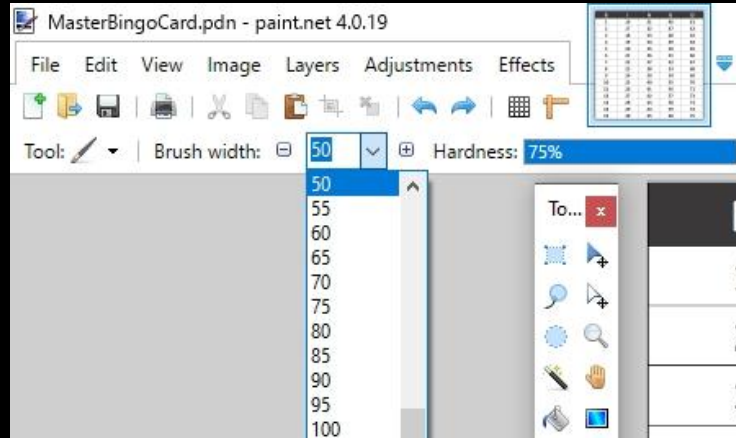 MasterBingoCard.pdn - paint.net 4.0.19
File Edit View Image Layers Adjustments Effects
Tool: Brush width: 50 Hardness: 75%
50
55
60
65
70
75
80
85
90
95
100
To... x